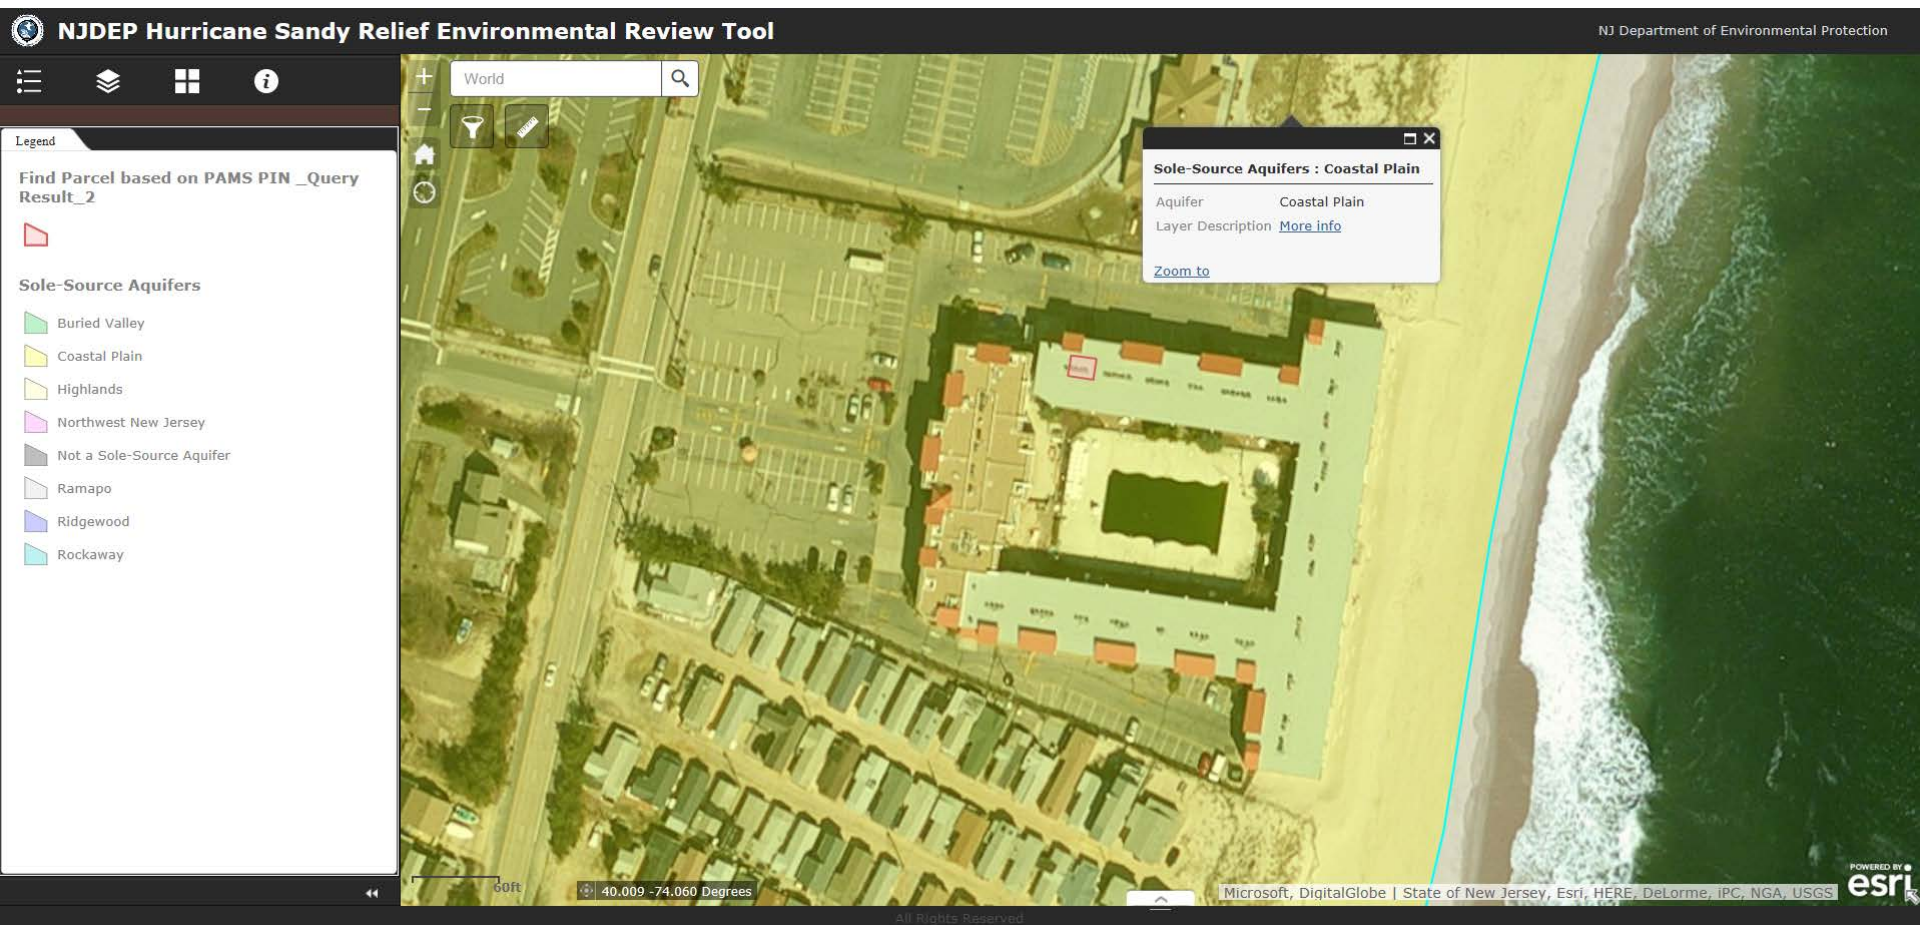 NJDEP Hurricane Sandy Relief Environmental Review Tool
NJ Department of Environmental Protection
World
Legend
Find Parcel based on PAMS PIN _Query
Result_2
Sole-Source Aquifers
Buried Valley
Coastal Plain
Highlands
Northwest New Jersey
Not a Sole-Source Aquifer
Ramapo
Ridgewood
Rockaway
Sole-Source Aquifers : Coastal Plain
Aquifer Coastal Plain
Layer Description More info
Zoom to
60ft
40.009 -74.060 Degrees
Microsoft, DigitalGlobe | State of New Jersey, Esri, HERE, DeLorme, iPC, NGA, USGS
POWERED BY
esri
All Rights Reserved